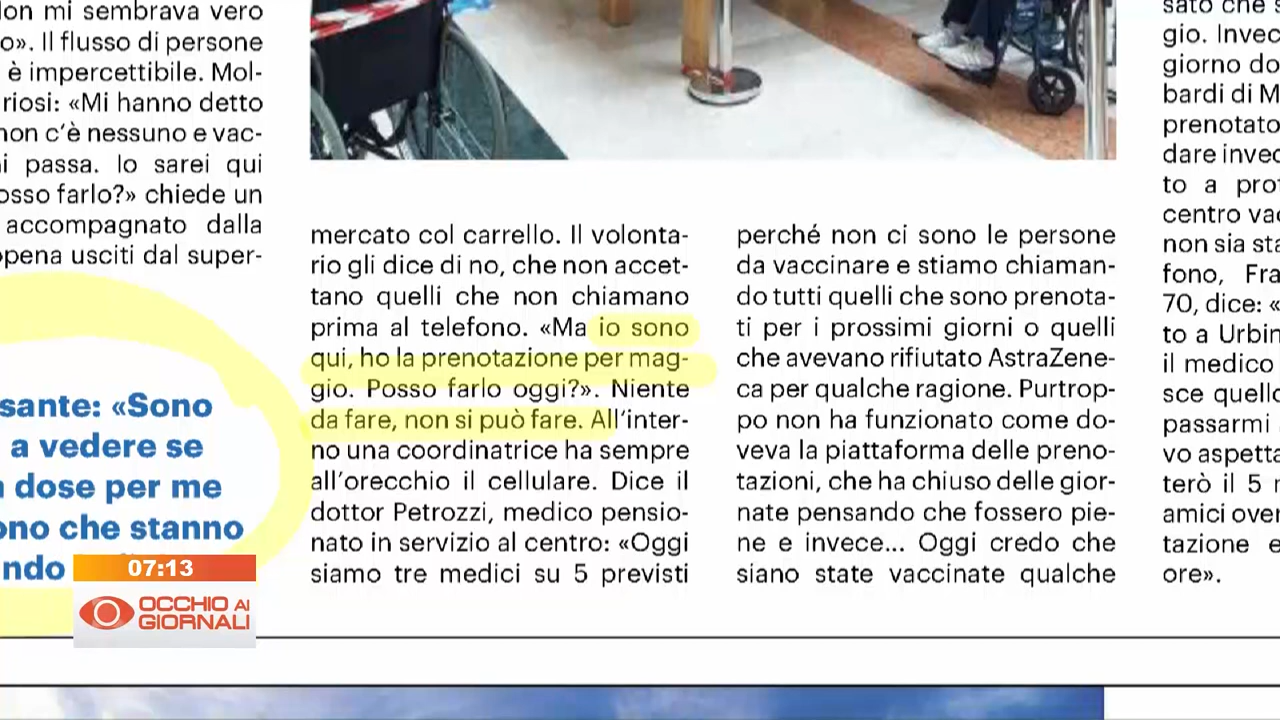 Non mi sembrava vero
o». Il flusso di persone
è impercettibile. Mol-
riosi: «Mi hanno detto
non c'è nessuno e vac-
passa. Io sarei qui
osso farlo?» chiede un
accompagnato dalla
usciti dal super-
sante: «Sono
a vedere se
dose per me
ono che stanno
ndo
mercato col carrello. Il volonta-
rio gli dice di no, che non accet-
tano quelli che non chiamano
prima al telefono. «Ma io sono
qui, ho la prenotazione per mag-
gio. Posso farlo oggi?». Niente
da fare, non si può fare. All'inter-
no una coordinatrice ha sempre
all'orecchio il cellulare. Dice il
dottor Petrozzi, medico pensio-
nato in servizio al centro: «Oggi
siamo tre medici su 5 previsti
perché non ci sono le persone
da vaccinare e stiamo chiaman-
do tutti quelli che sono prenota-
ti per i prossimi giorni o quelli
che avevano rifiutato AstraZene-
ca per qualche ragione. Purtrop-
po non ha funzionato come do-
veva la piattaforma delle preno-
tazioni, che ha chiuso delle gior-
nate pensando che fossero pie-
ne e invece... Oggi credo che
siano state vaccinate qualche
sato che s
gio. Invec
giorno do
bardi di M
prenotato
dare invec
to a prot
centro vac
non sia sta
fono, Fra
70, dice: «
to a Urbin
il medico
sce quello
passarmi
vo aspetta
terò il 5 m
amici over
tazione e
ore».
07:13
OCCHIO AI
GIORNALI